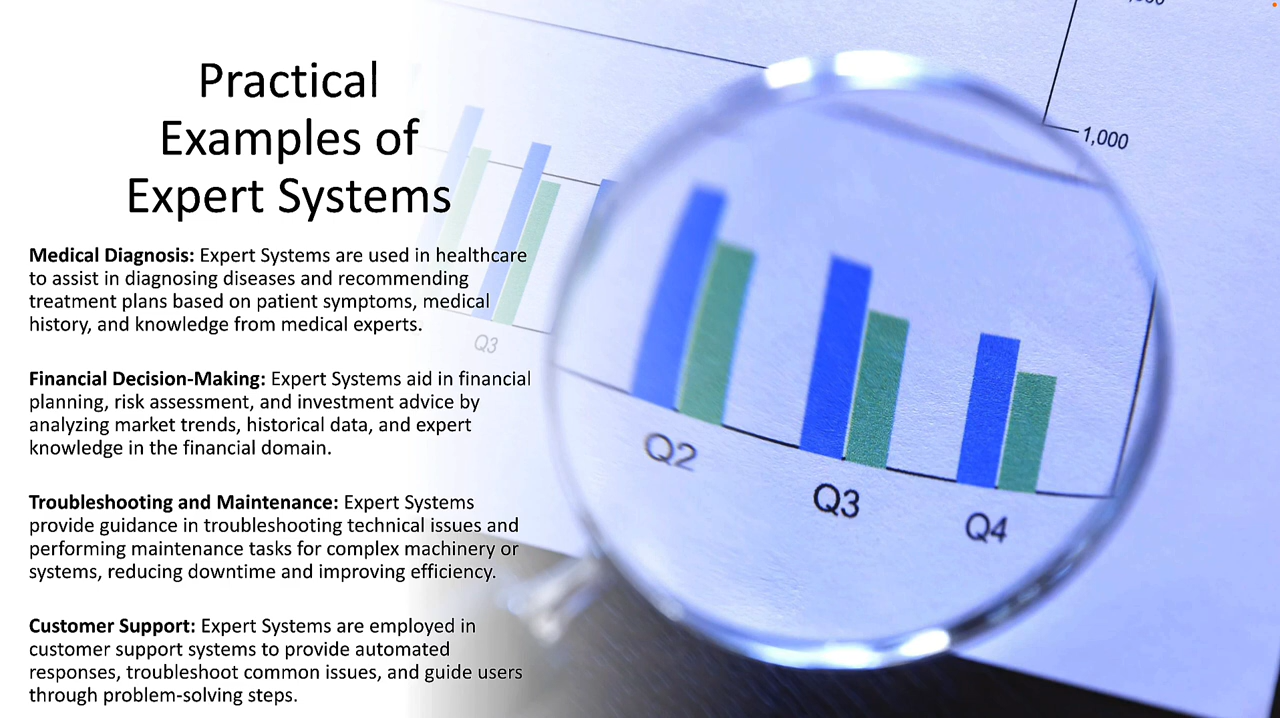 Practical
Examples of
Expert Systems
Medical Diagnosis: Expert Systems are used in healthcare
to assist in diagnosing diseases and recommending
treatment plans based on patient symptoms, medical
history, and knowledge from medical experts.
Financial Decision-Making: Expert Systems aid in financial
planning, risk assessment, and investment advice by
analyzing market trends, historical data, and expert
knowledge in the financial domain.
Troubleshooting and Maintenance: Expert Systems
provide guidance in troubleshooting technical issues and
performing maintenance tasks for complex machinery or
systems, reducing downtime and improving efficiency.
Customer Support: Expert Systems are employed in
customer support systems to provide automated
responses, troubleshoot common issues, and guide users
through problem-solving steps.
Q3
1,000
Q2
Q3
Q4